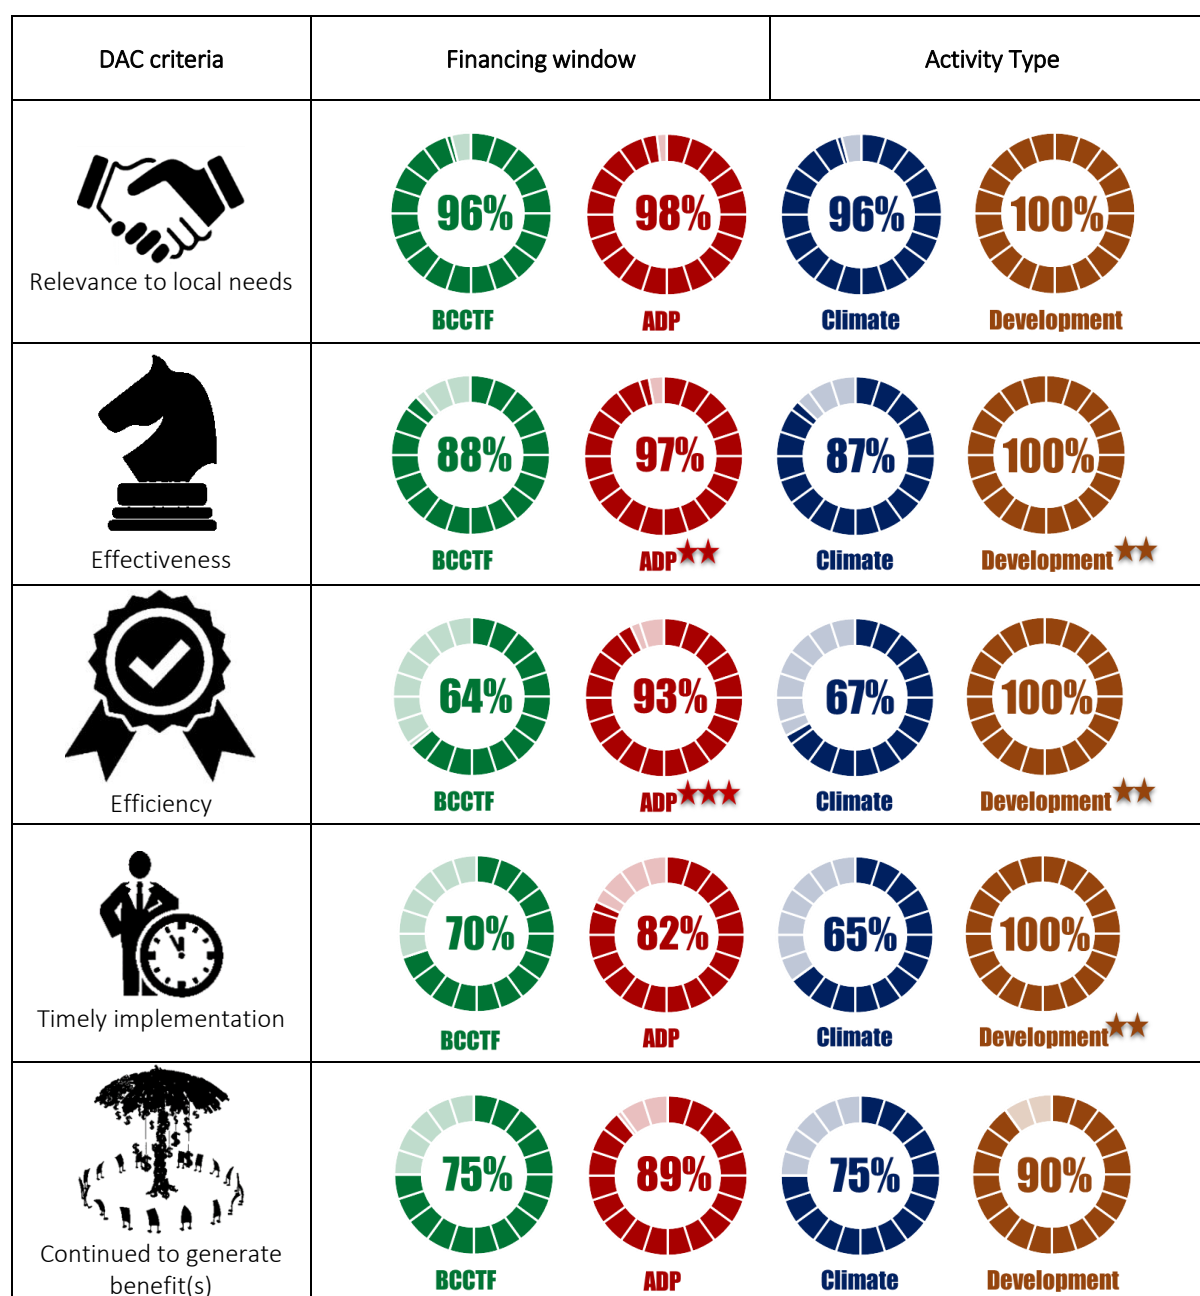 DAC criteria
Financing window
Activity Type
Relevance to local needs
96%
BCCTF
98%
ADP
96%
Climate
100%
Development
Effectiveness
88%
BCCTF
97%
ADP★★
87%
Climate
100%
Development★★
Efficiency
64%
BCCTF
93%
ADP★★★
67%
Climate
100%
Development★★
Timely implementation
70%
BCCTF
82%
ADP
65%
Climate
100%
Development★★
Continued to generate
benefit(s)
75%
BCCTF
89%
ADP
75%
Climate
90%
Development